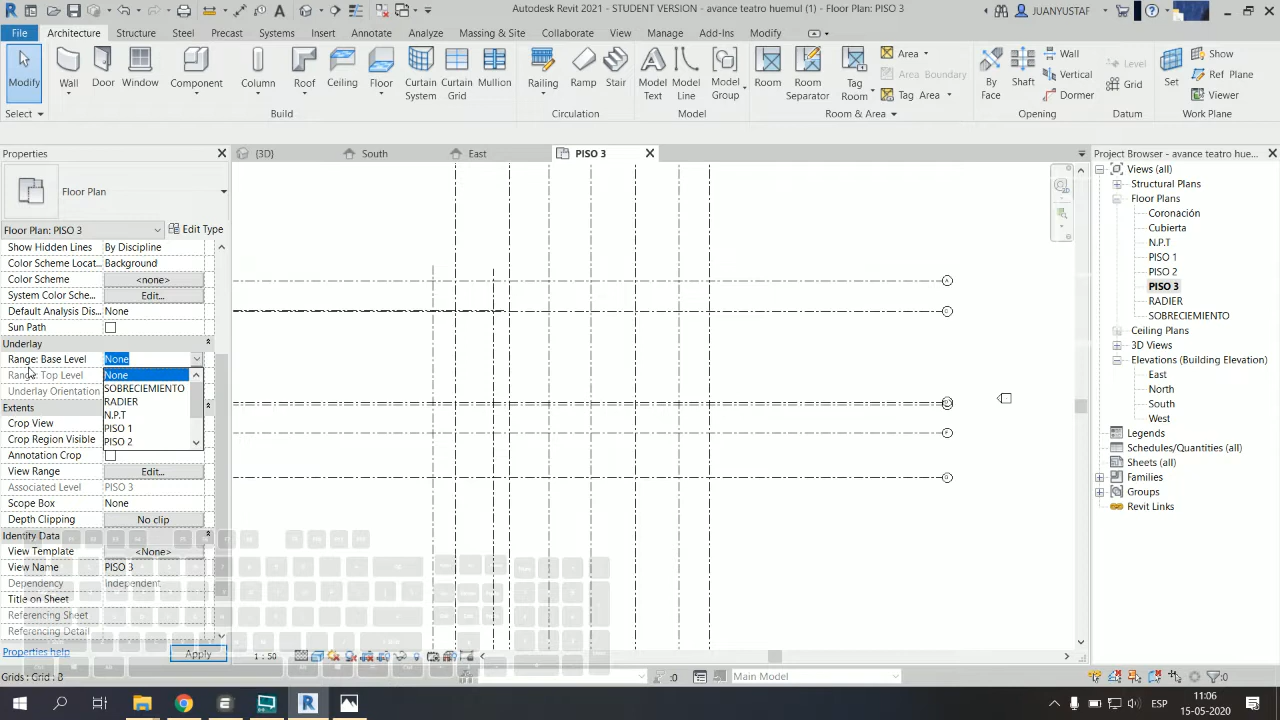 Autodesk Revit 2021 - STUDENT VERSION - avance teatro huemul (1) - Floor Plan: PISO 3
JUANYUSTAF
File Architecture Structure Steel Precast Systems Insert Annotate Analyze Massing & Site Collaborate View Manage Add-Ins Modify
Modify Wall Door Window Component Column Roof Ceiling Floor Curtain System Curtain Grid Mullion Railing Ramp Stair Model Text Model Line Model Group Room Room Separator Tag Room Area Area Boundary Tag Area By Face Shaft Wall Vertical Dormer Level Grid Set Show Ref Plane Viewer
Select Build Circulation Model Room & Area Opening Datum Work Plane
Properties
(3D) South East PISO 3
Project Browser - avance teatro hue...
Floor Plan
Floor Plan: PISO 3 Edit Type
Show Hidden Lines By Discipline
Color Scheme Locat... Background
Color Scheme <none>
System Color Sche... Edit...
Default Analysis Dis... None
Sun Path
Underlay
Range: Base Level None
Range: Top Level
Underlay Orientation
None
SOBRECIEMIENTO
RADIER
N.P.T
PISO 1
PISO 2
Extents
Crop View
Crop Region Visible
Annotation Crop
View Range Edit...
Associated Level PISO 3
Scope Box None
Depth Clipping No clip
Identity Data
View Template <None>
View Name PISO 3
Dependency Independent
Title on Sheet
Referencing Sheet
Referencing Detail
Properties help Apply
Views (all)
Structural Plans
Floor Plans
Coronación
Cubierta
N.P.T
PISO 1
PISO 2
PISO 3
RADIER
SOBRECIEMIENTO
Ceiling Plans
3D Views
Elevations (Building Elevation)
East
North
South
West
Legends
Schedules/Quantities (all)
Sheets (all)
Families
Groups
Revit Links
1 : 50
Grids : Grid : B
:0 Main Model :0
ESP
11:06
15-05-2020